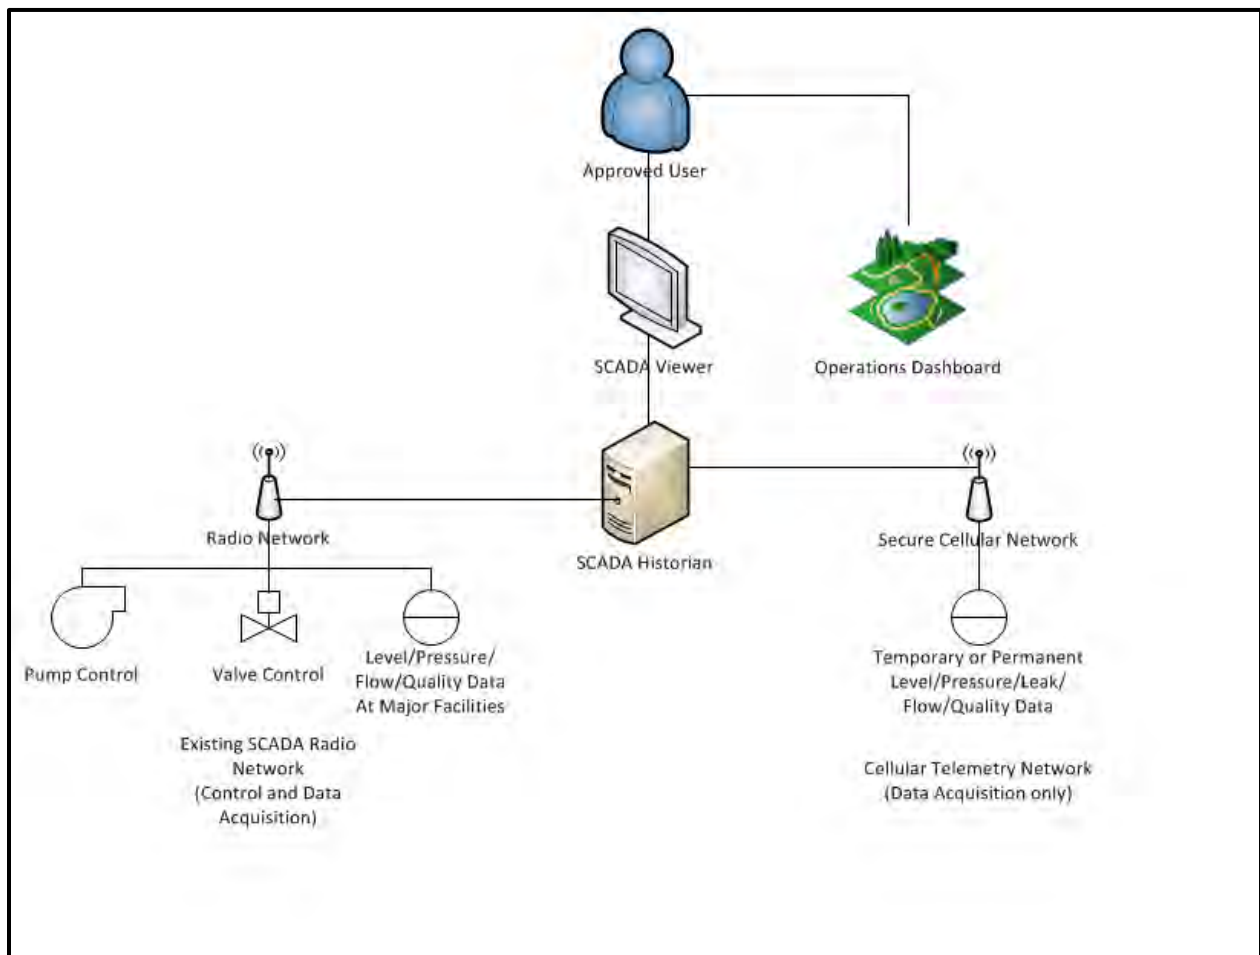 Approved User
SCADA Viewer
Operations Dashboard
Radio Network
SCADA Historian
Secure Cellular Network
Pump Control
Valve Control
Level/Pressure/
Flow/Quality Data
At Major Facilities
Temporary or Permanent
Level/Pressure/Leak/
Flow/Quality Data
Existing SCADA Radio
Network
(Control and Data
Acquisition)
Cellular Telemetry Network
(Data Acquisition only)